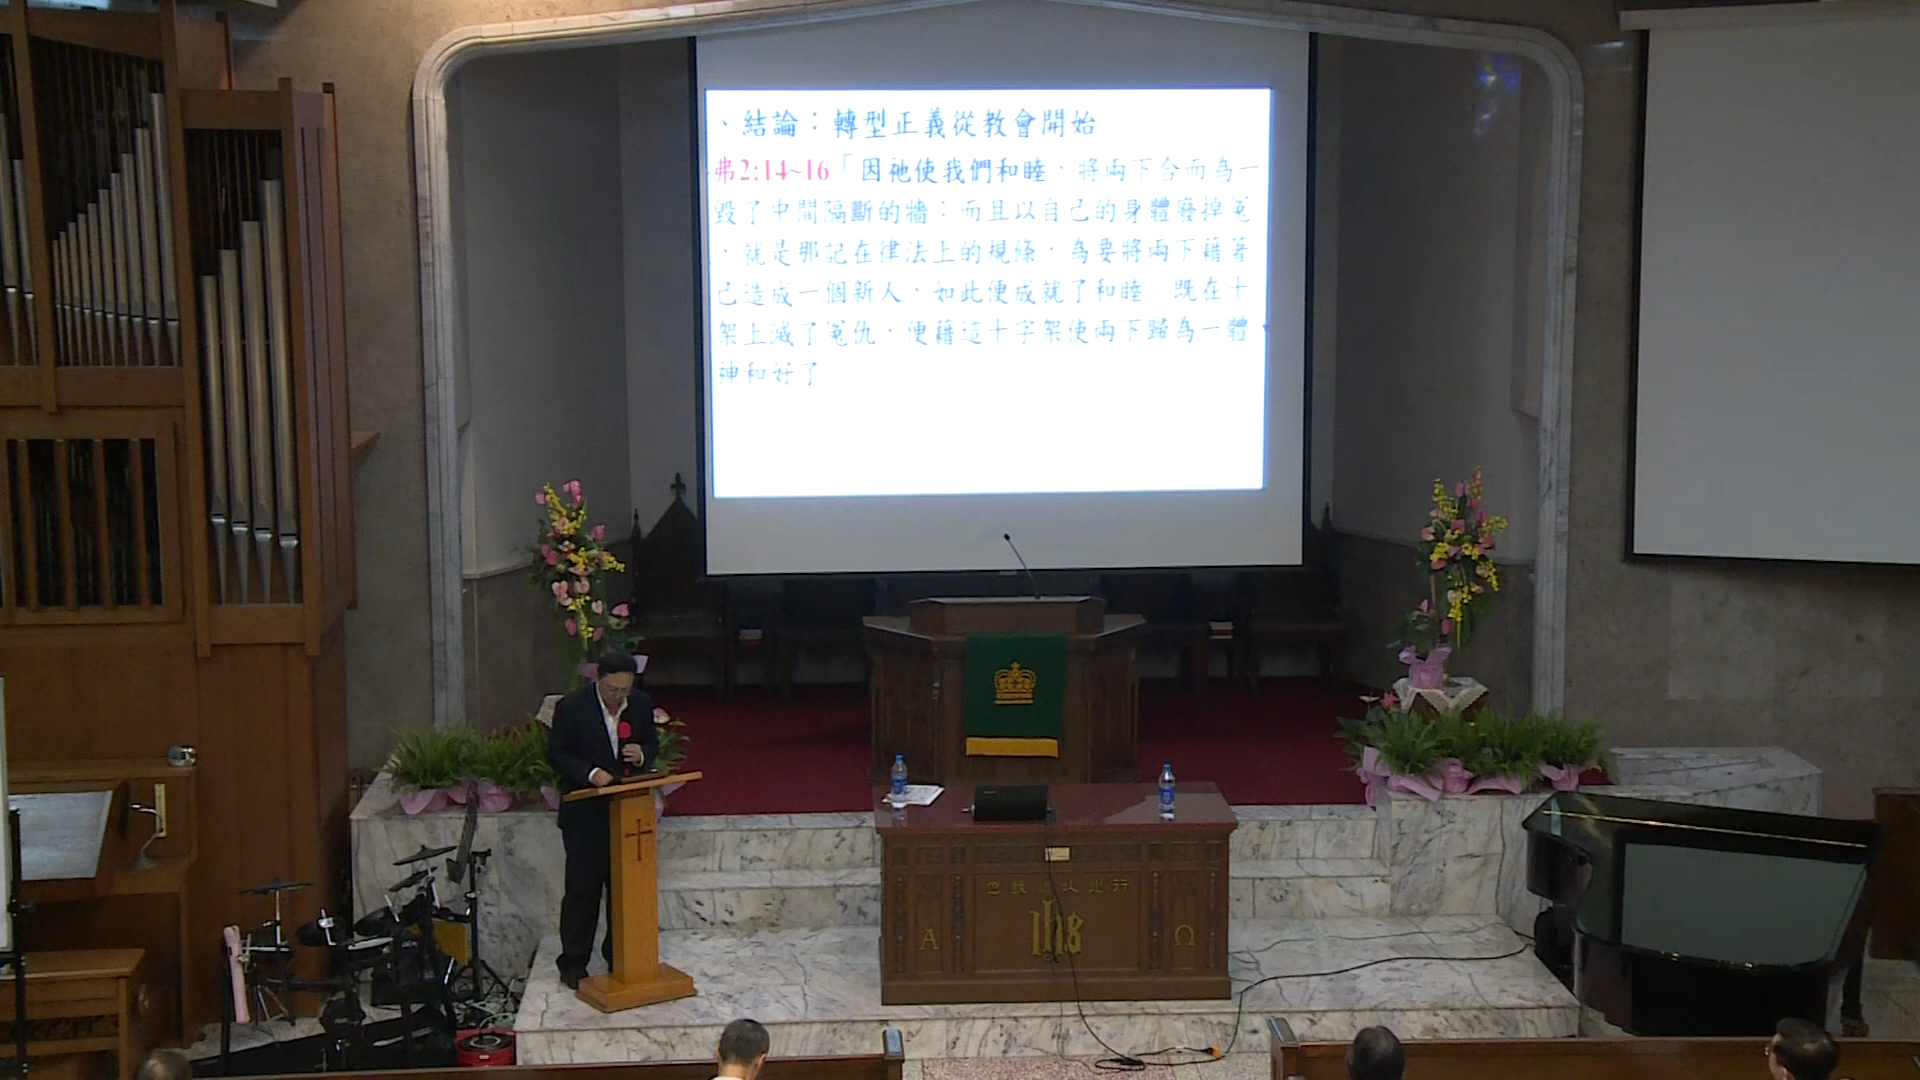 、結論：轉型正義從教會開始
弗2:14~16「因祂使我們和睦，將兩下合而為一
毀了中間隔斷的牆；而且以自己的身體廢掉冤
，就是那記在律法上的規條，為要將兩下藉著
己造成一個新人，如此便成就了和睦。既在十
架上滅了冤仇，便藉這十字架使兩下歸為一體，
神和好了
Α
ihs
Ω